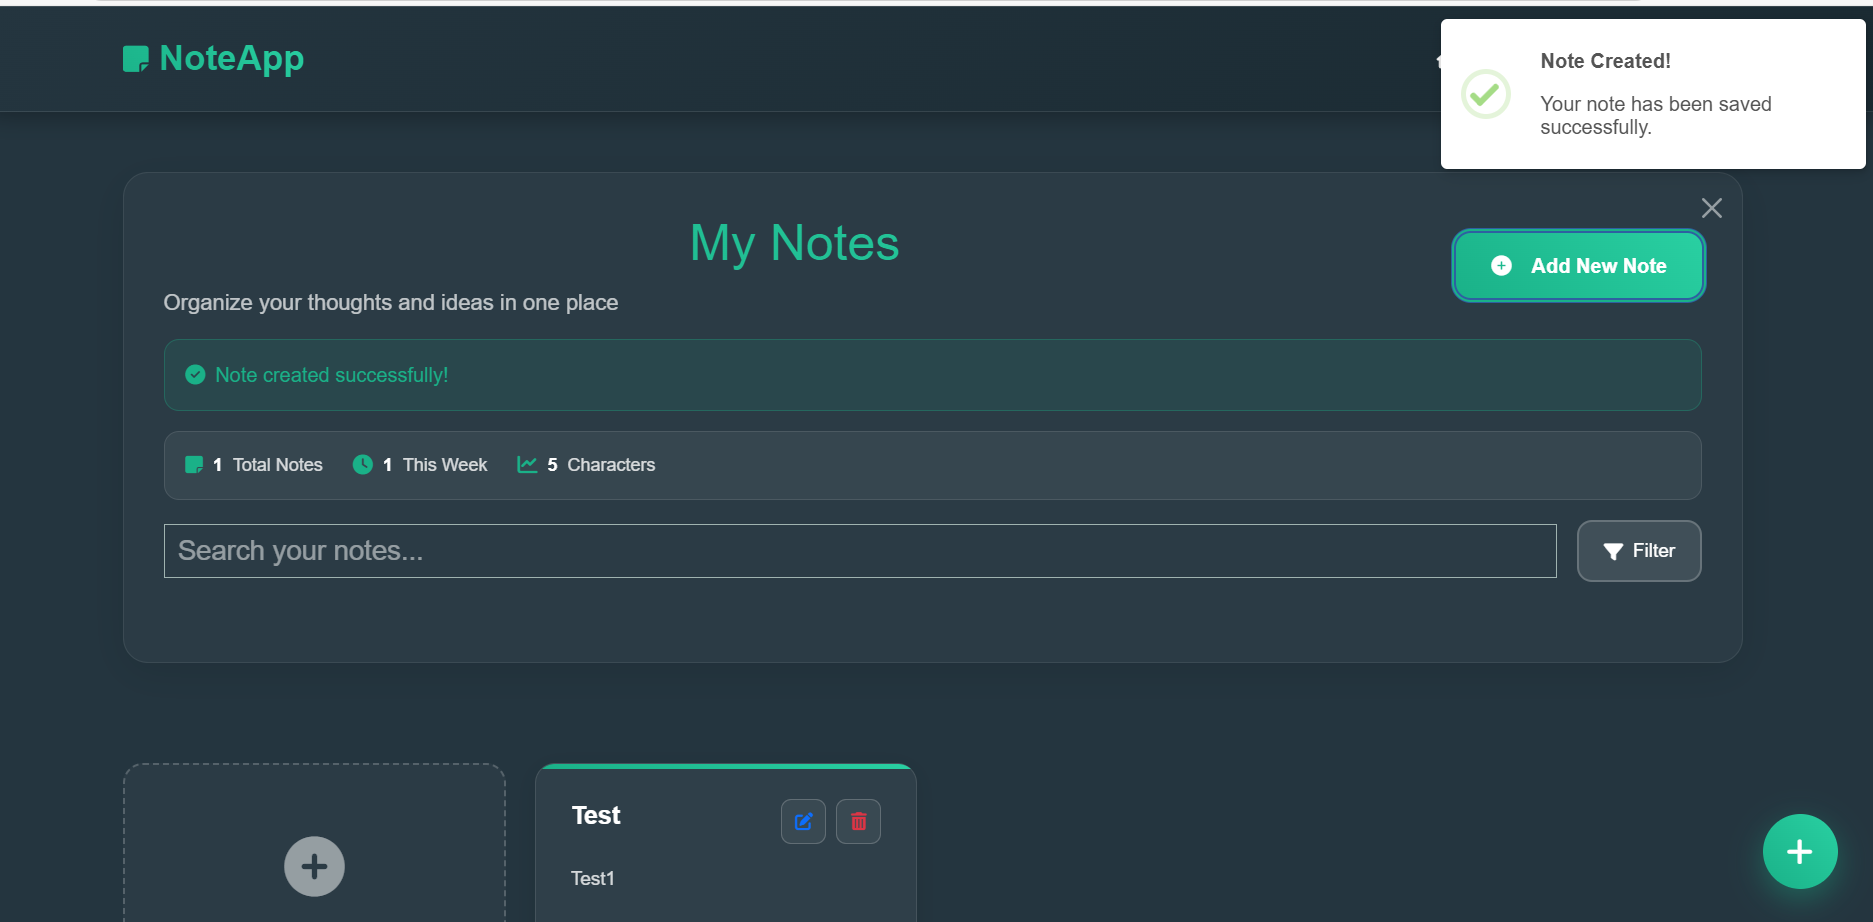 NoteApp
Note Created!
Your note has been saved
successfully.
My Notes
Add New Note
Organize your thoughts and ideas in one place
Note created successfully!
1 Total Notes 1 This Week 5 Characters
Search your notes...
Filter
Test
Test1